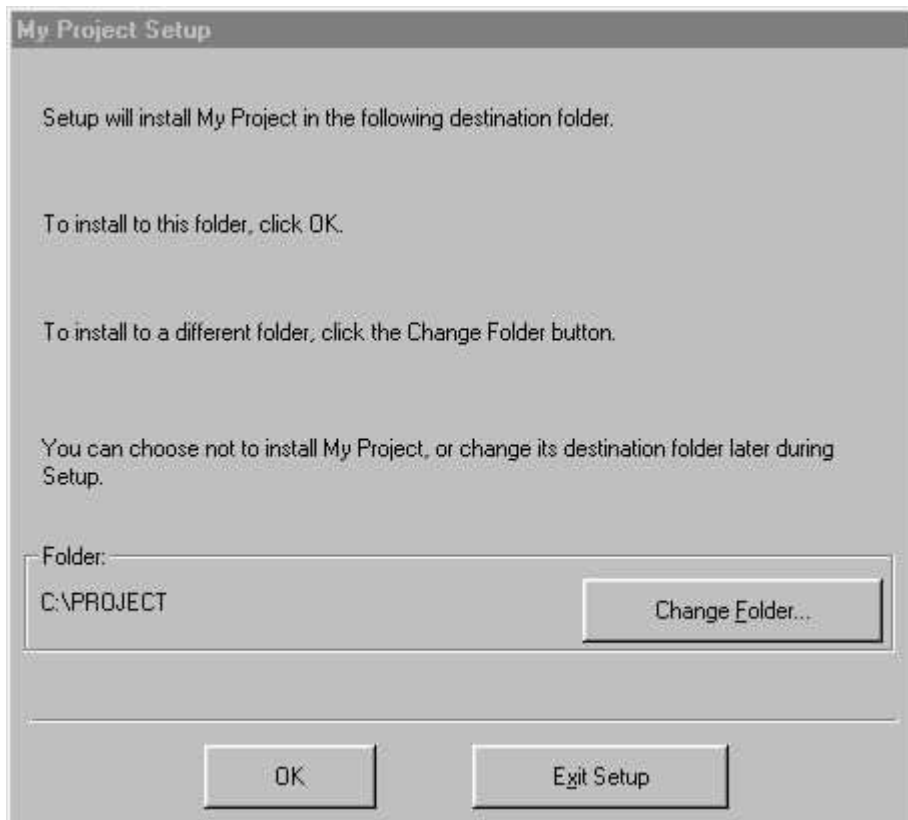 My Project Setup
Setup will install My Project in the following destination folder.
To install to this folder, click OK.
To install to a different folder, click the Change Folder button.
You can choose not to install My Project, or change its destination folder later during
Setup.
Folder:
C:\PROJECT
Change Folder...
OK
Exit Setup